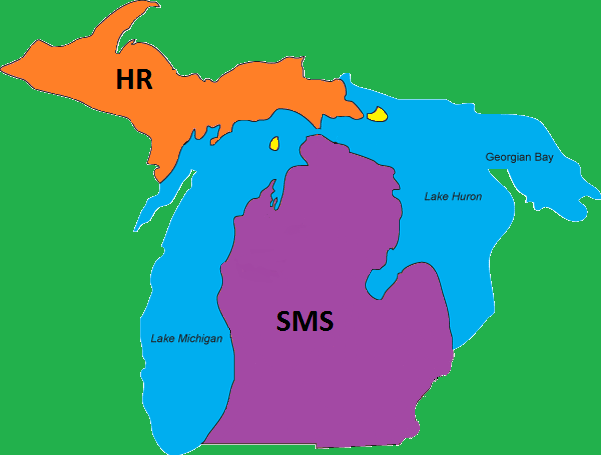 HR
Georgian Bay
Lake Huron
SMS
Lake Michigan